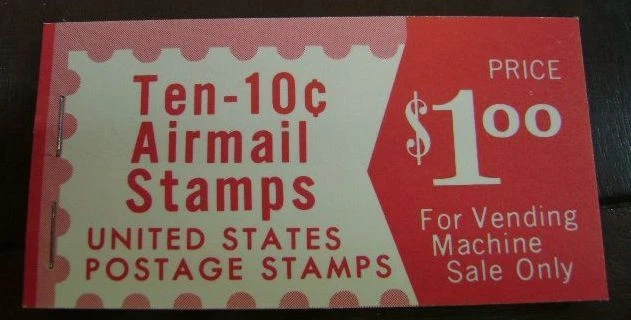 Ten-10¢
Airmail
Stamps
UNITED STATES
POSTAGE STAMPS
PRICE
$1.00
For Vending
Machine
Sale Only